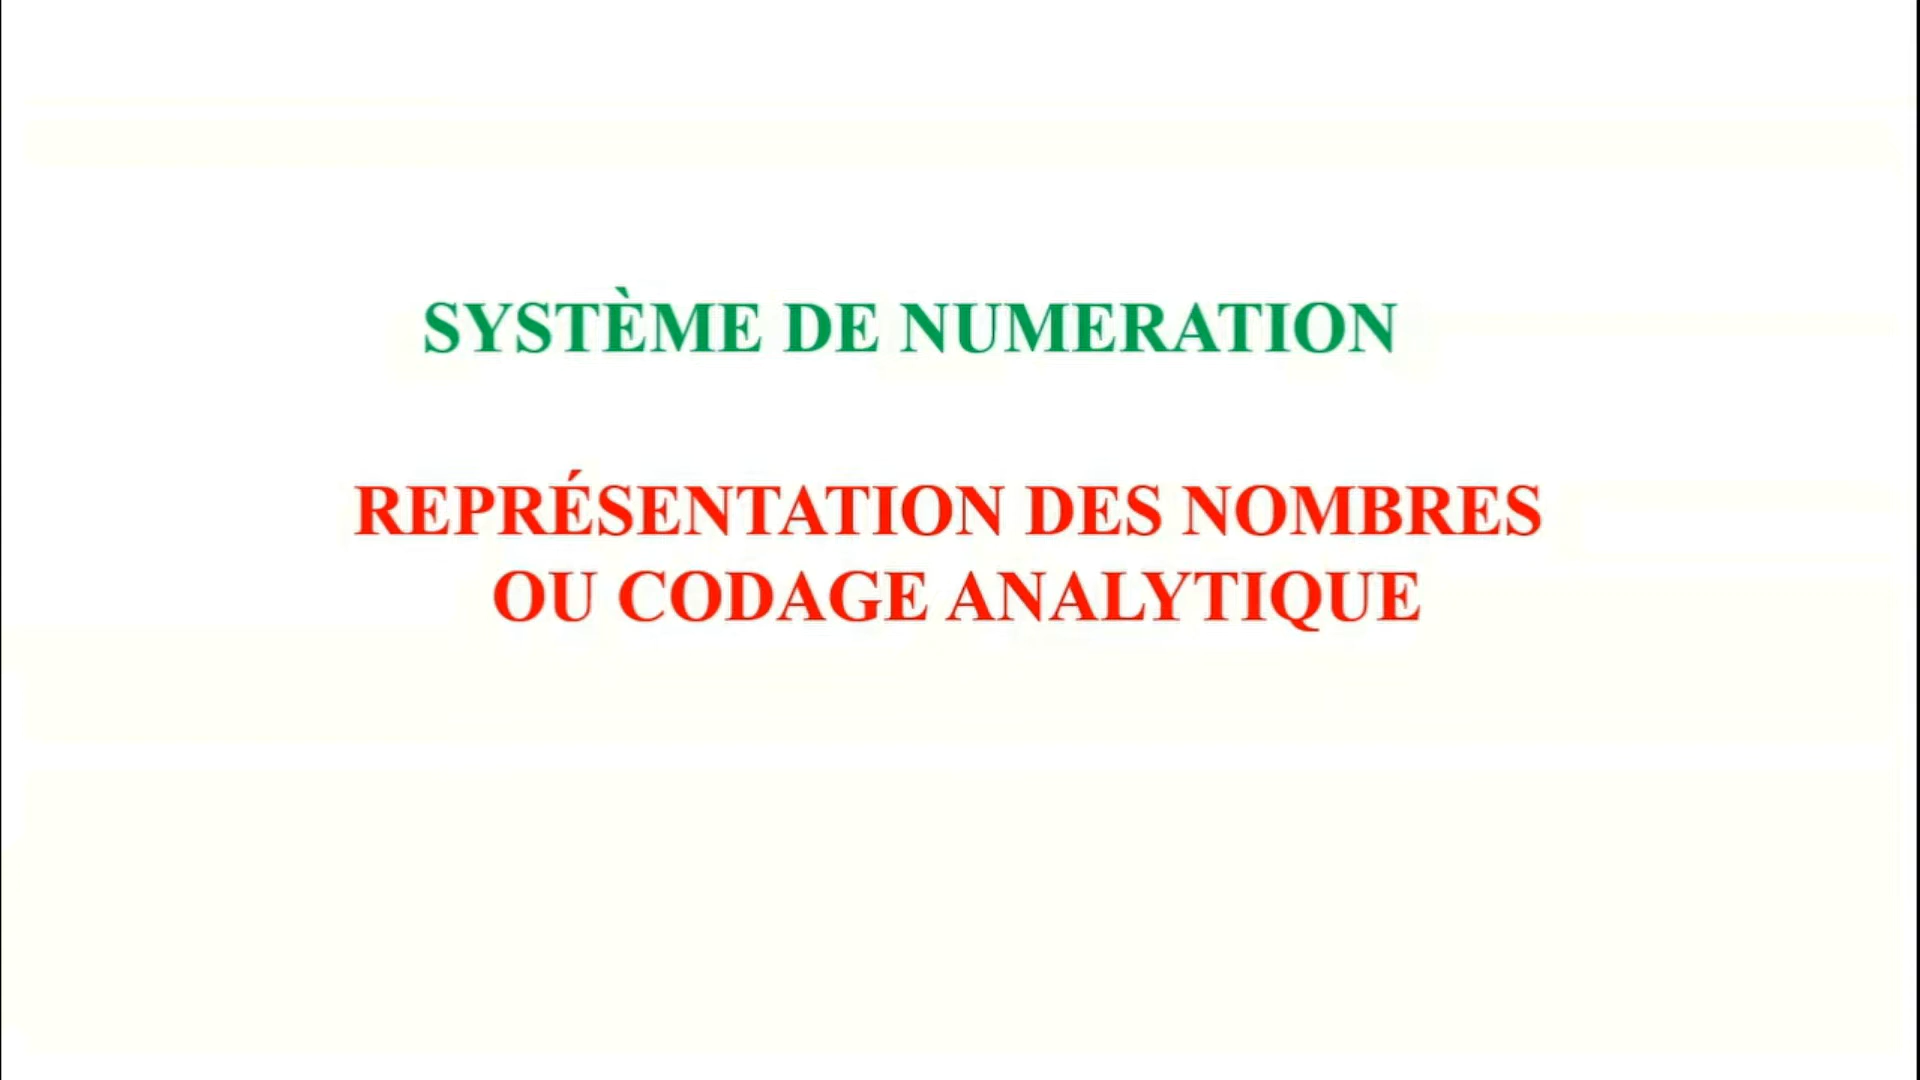 SYSTÈME DE NUMERATION
REPRÉSENTATION DES NOMBRES
OU CODAGE ANALYTIQUE